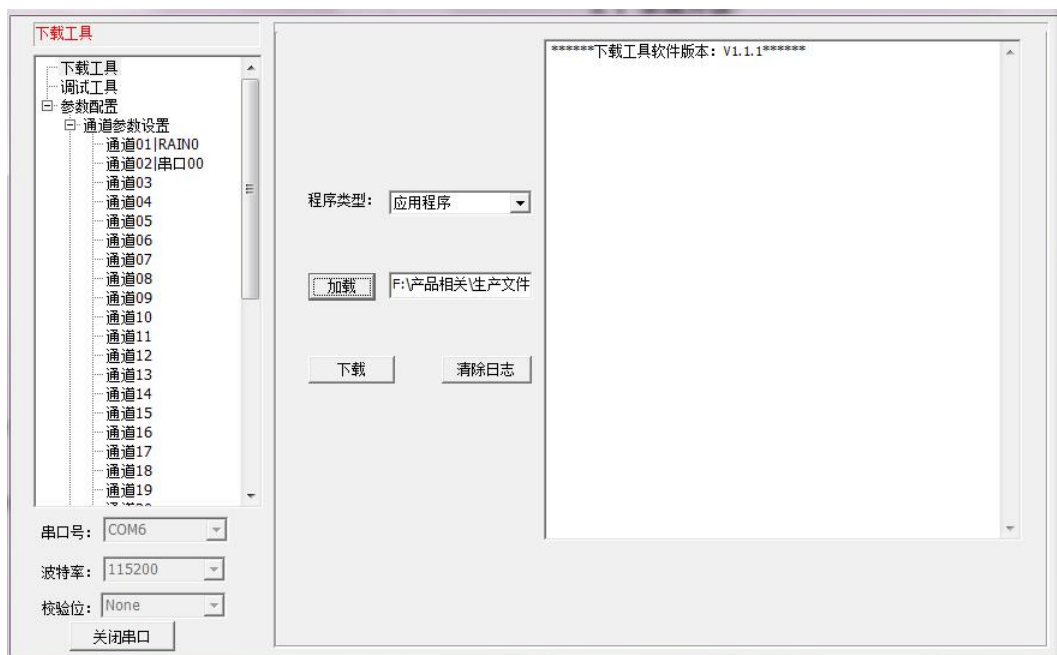 下载工具
下载工具
调试工具
参数配置
通道参数设置
通道01|RAIN0
通道02|串口00
通道03
通道04
通道05
通道06
通道07
通道08
通道09
通道10
通道11
通道12
通道13
通道14
通道15
通道16
通道17
通道18
通道19
串口号: COM6
波特率: 115200
校验位: None
关闭串口
程序类型: 应用程序
加载 F:\产品相关\生产文件
下载 清除日志
******下载工具软件版本: V1.1.1******